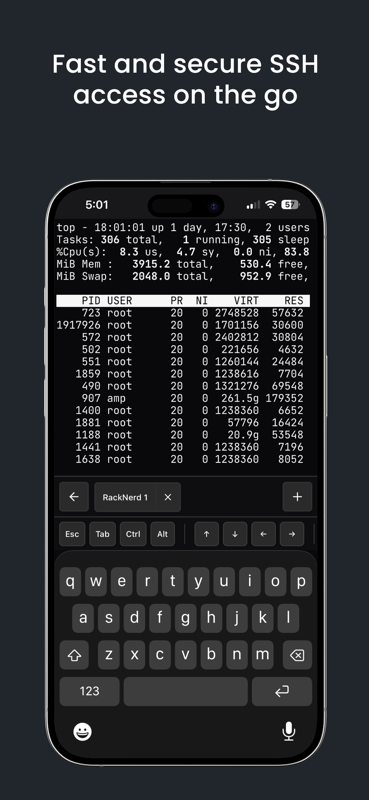 Fast and secure SSH
access on the go
5:01
57
top - 18:01:01 up 1 day, 17:30,  2 users
Tasks: 306 total,   1 running, 305 sleep
%Cpu(s):  8.3 us,  4.7 sy,  0.0 ni, 83.8
MiB Mem :   3915.2 total,    530.4 free,
MiB Swap:   2048.0 total,    952.9 free,
PID USER      PR  NI    VIRT    RES
723 root      20   0 2748528  57632
1917926 root      20   0 1701156  30600
572 root      20   0 2402812  30804
502 root      20   0  221656   4632
551 root      20   0 1260144  24484
1859 root      20   0 1238616   7704
490 root      20   0 1321276  69548
907 amp       20   0  261.5g 179352
1400 root      20   0 1238360   6652
1881 root      20   0   57796  16424
1188 root      20   0   20.9g  53548
1441 root      20   0 1238360   7196
1638 root      20   0 1238360   8052
← RackNerd 1 × +
Esc Tab Ctrl Alt ↑ ↓ ← →
q w e r t y u i o p
a s d f g h j k l
z x c v b n m
123